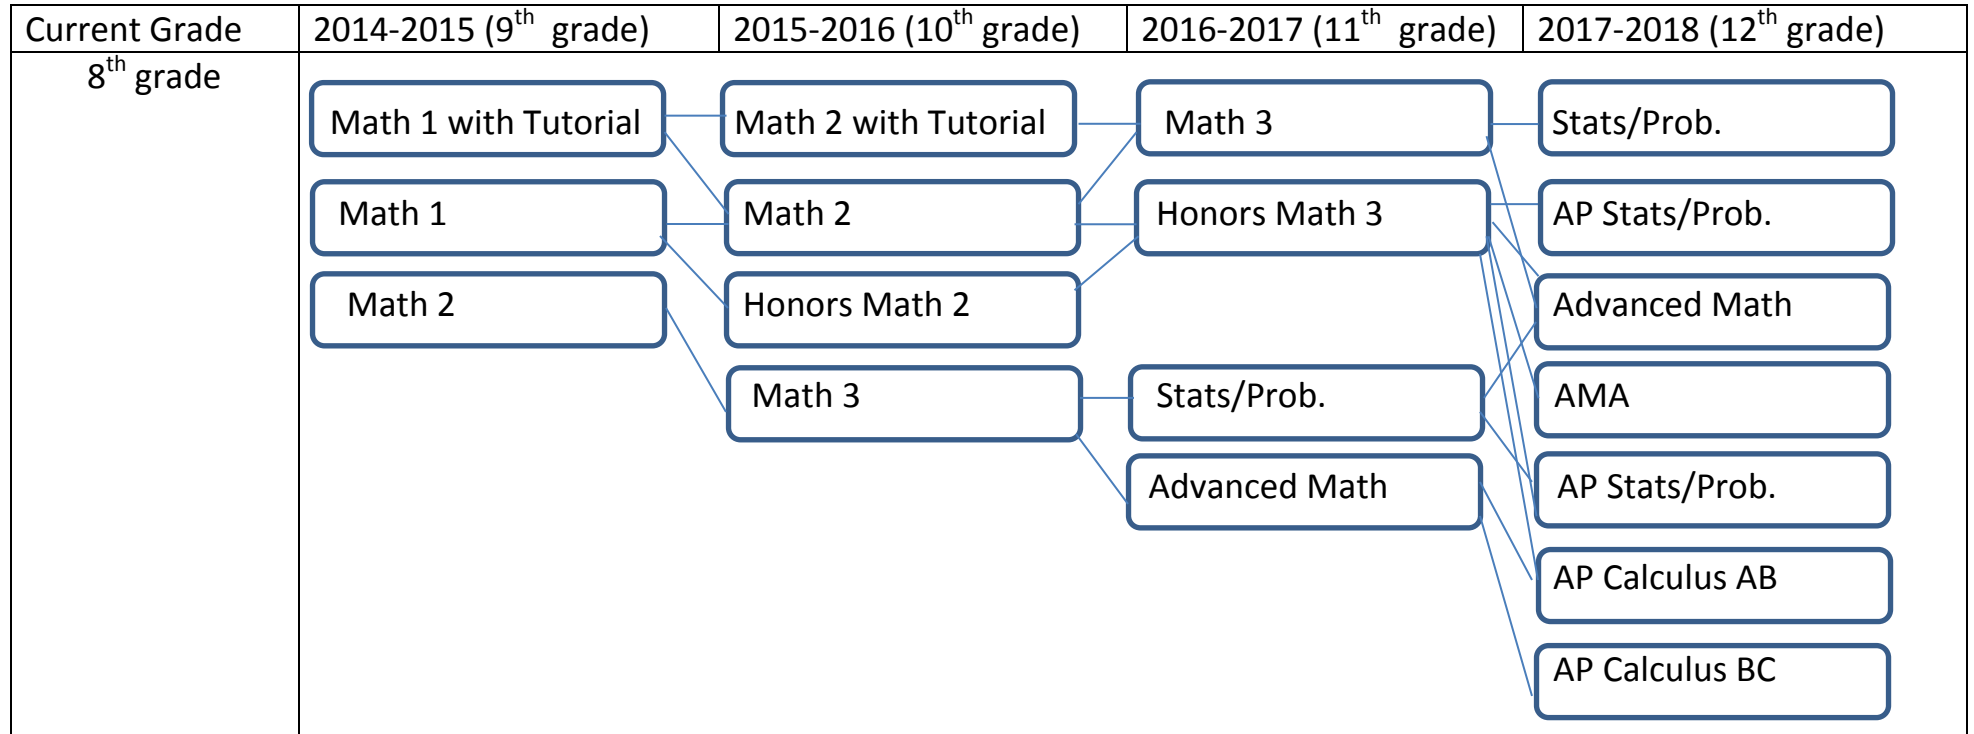 Current Grade
2014-2015 (9th grade)
2015-2016 (10th grade)
2016-2017 (11th grade)
2017-2018 (12th grade)
8th grade
Math 1 with Tutorial
Math 2 with Tutorial
Math 3
Stats/Prob.
Math 1
Math 2
Honors Math 3
AP Stats/Prob.
Math 2
Honors Math 2
Advanced Math
Math 3
Stats/Prob.
AMA
Advanced Math
AP Stats/Prob.
AP Calculus AB
AP Calculus BC